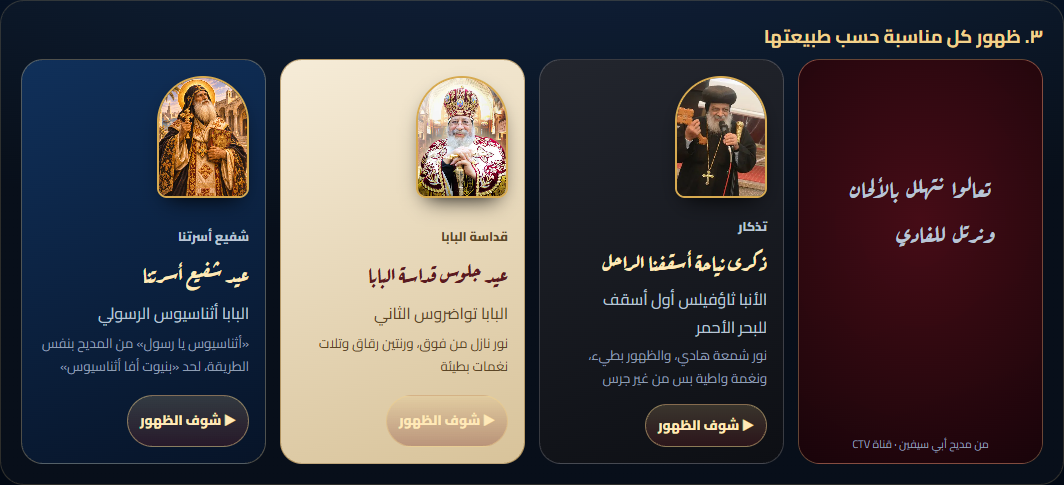 ٣. ظهور كل مناسبة حسب طبيعتها
تعالوا نتهلل بالألحان
ونرتل للفادي
من مديح أبي سيفين · قناة CTV
تذكار
ذكرى نياحة أسقفنا الراحل
الأنبا ثاؤفيلس أول أسقف
للبحر الأحمر
نور شمعة هادي، والظهور بطيء،
ونغمة واطية بس من غير جرس
▶ شوف الظهور
قداسة البابا
عيد جلوس قداسة البابا
البابا تواضروس الثاني
نور نازل من فوق، ورنتين رقاق وتلات
نغمات بطيئة
▶ شوف الظهور
شفيع أسرتنا
عيد شفيع أسرتنا
البابا أثناسيوس الرسولي
«أثناسيوس يا رسول» من المديح بنفس
الطريقة، لحد «بنيوت أفا أثناسيوس»
▶ شوف الظهور